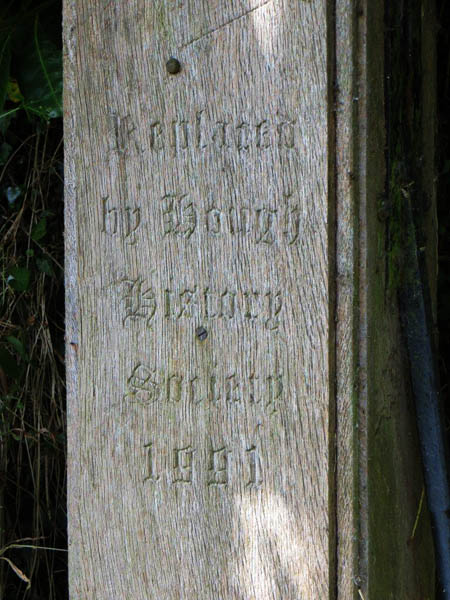 Replaced
by Hough
History
Society
1991